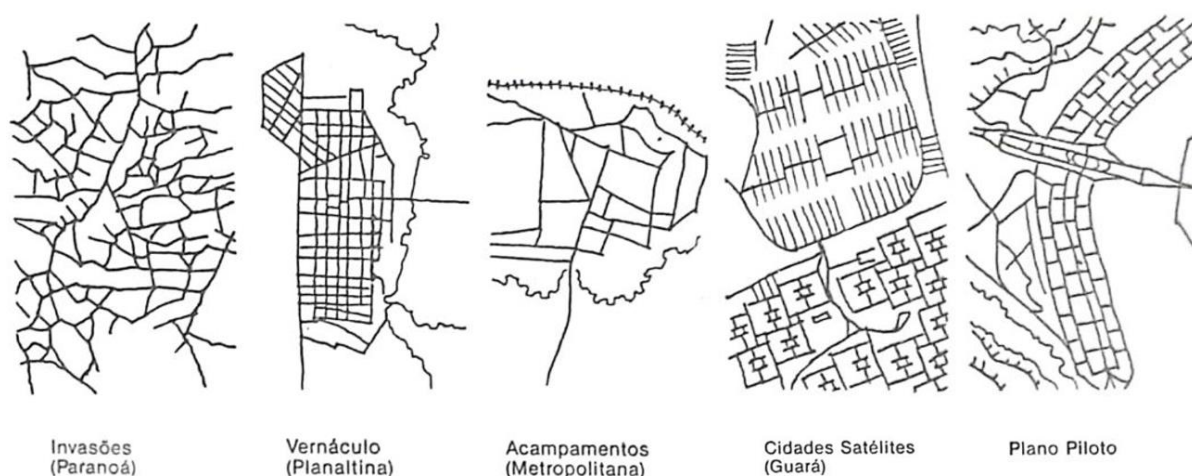 Invasões
(Paranoá)
Vernáculo
(Planaltina)
Acampamentos
(Metropolitana)
Cidades Satélites
(Guará)
Plano Piloto